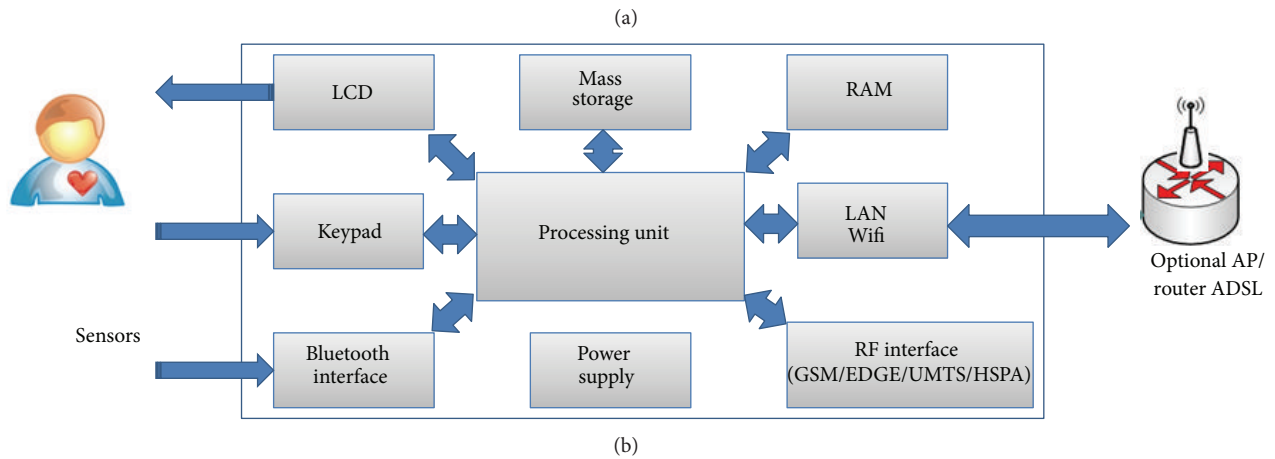 (a)
LCD
Mass
storage
RAM
Keypad
Processing unit
LAN
Wifi
Optional AP/
router ADSL
Sensors
Bluetooth
interface
Power
supply
RF interface
(GSM/EDGE/UMTS/HSPA)
(b)